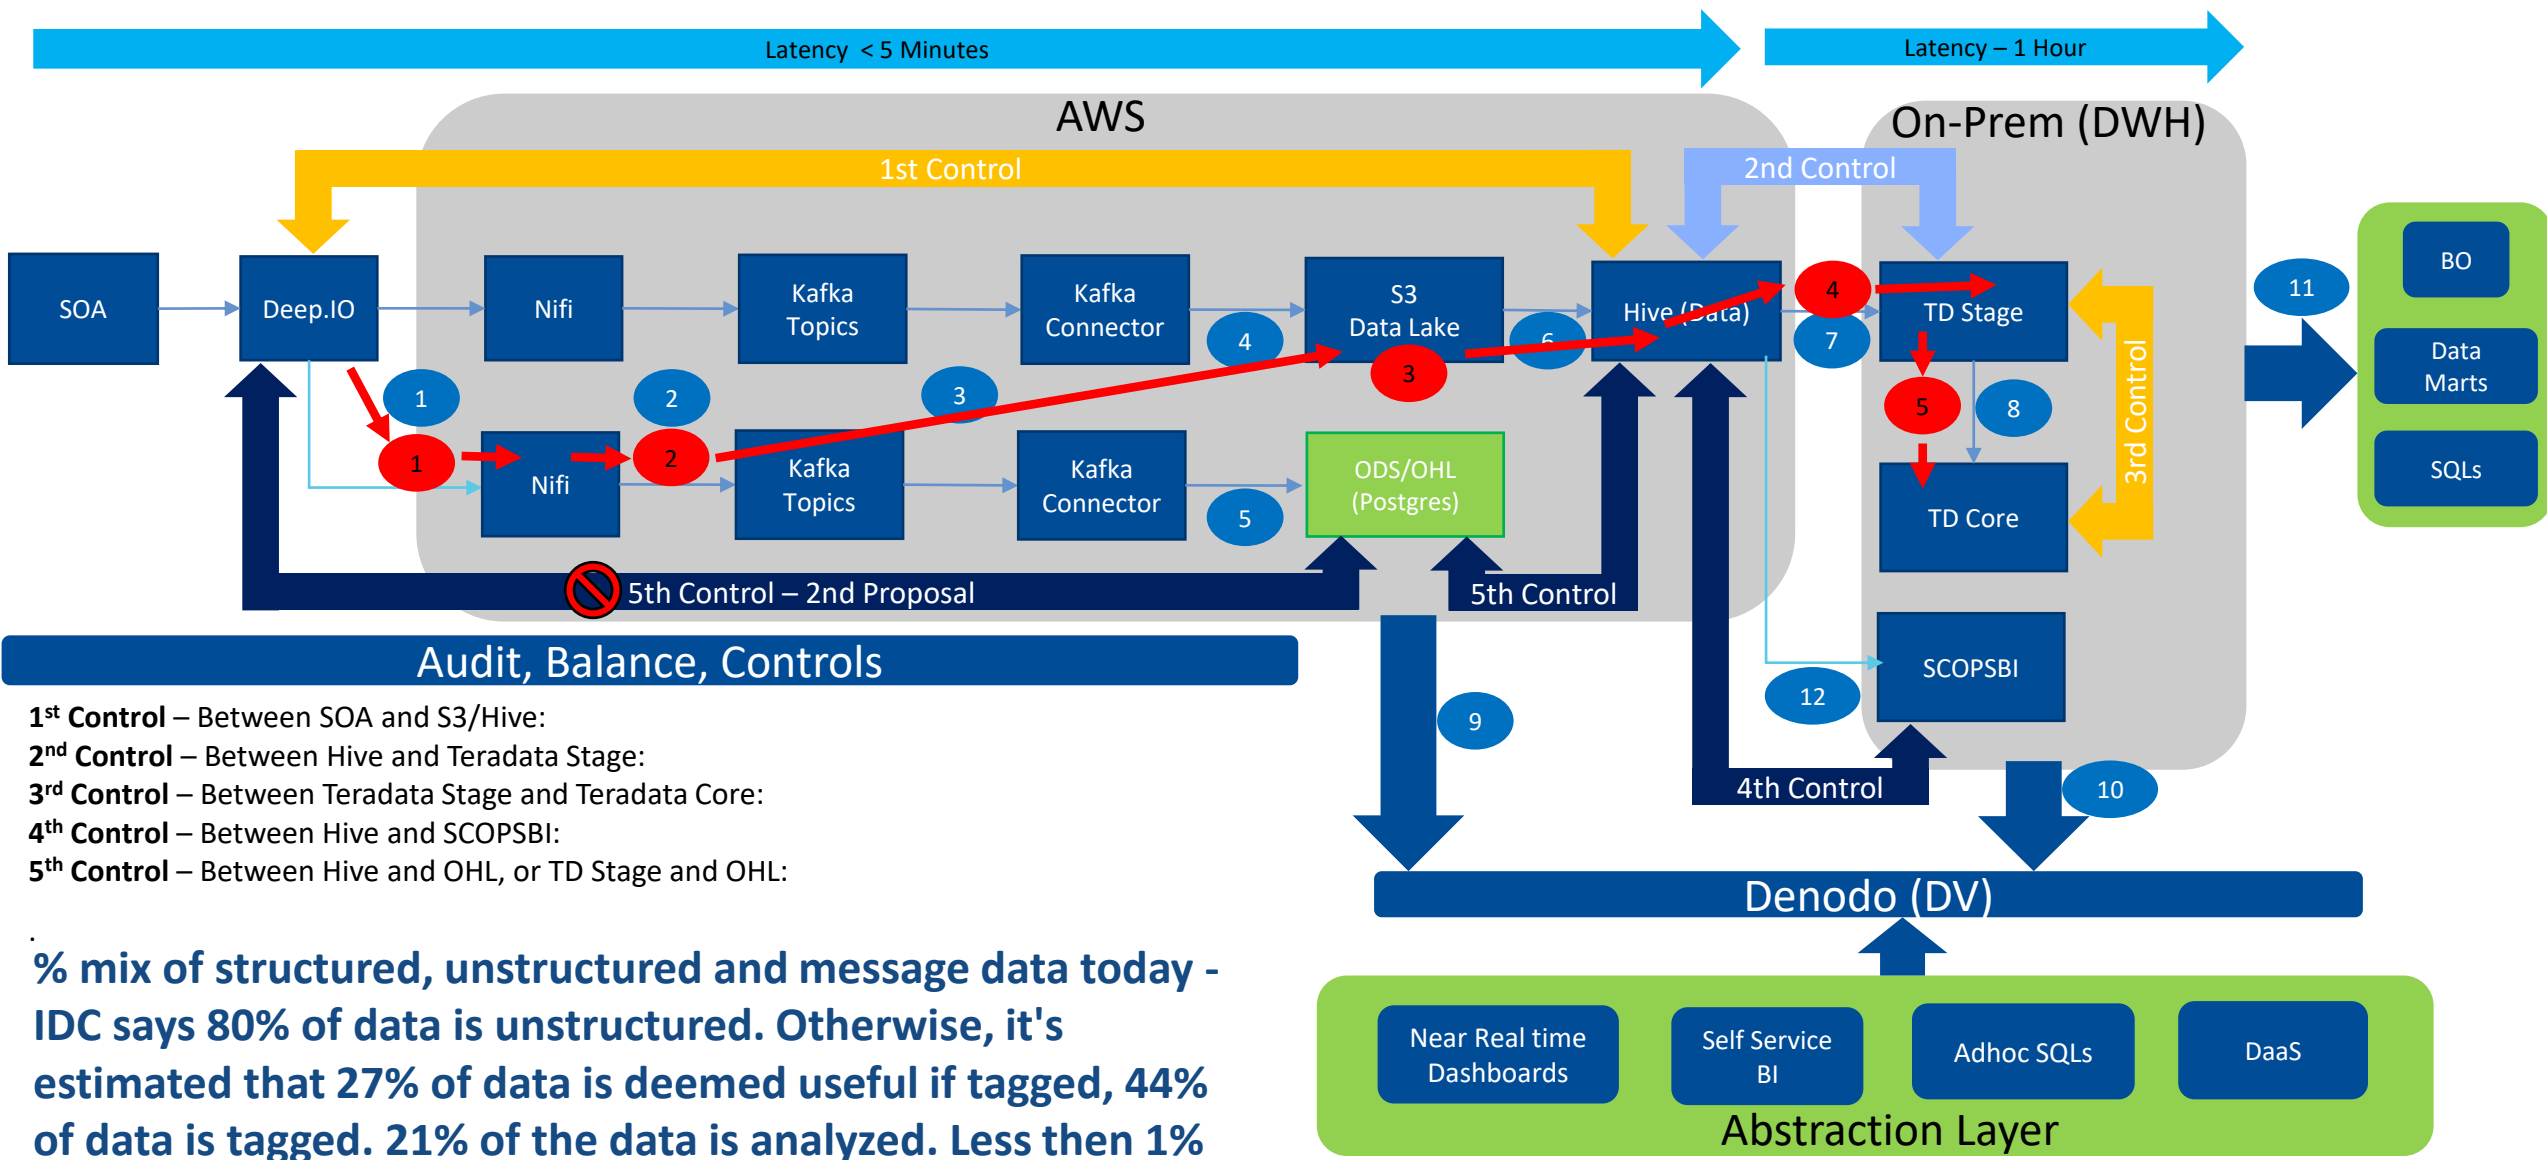 Latency  < 5 Minutes
Latency – 1 Hour
AWS
On-Prem (DWH)
1st Control
2nd Control
SOA
Deep.IO
Nifi
Kafka
Topics
Kafka
Connector
S3
Data Lake
Hive (Data)
TD Stage
4
11
BO
Data
Marts
SQLs
4
6
7
3
1
2
3
5
8
3rd Control
1
2
Nifi
Kafka
Topics
Kafka
Connector
5
ODS/OHL
(Postgres)
TD Core
5th Control – 2nd Proposal
5th Control
SCOPSBI
12
9
4th Control
10
Audit, Balance, Controls
1st Control – Between SOA and S3/Hive:
2nd Control – Between Hive and Teradata Stage:
3rd Control – Between Teradata Stage and Teradata Core:
4th Control – Between Hive and SCOPSBI:
5th Control – Between Hive and OHL, or TD Stage and OHL:
.
% mix of structured, unstructured and message data today -
IDC says 80% of data is unstructured. Otherwise, it's
estimated that 27% of data is deemed useful if tagged, 44%
of data is tagged. 21% of the data is analyzed. Less then 1%
Denodo (DV)
Near Real time
Dashboards
Self Service
BI
Adhoc SQLs
DaaS
Abstraction Layer